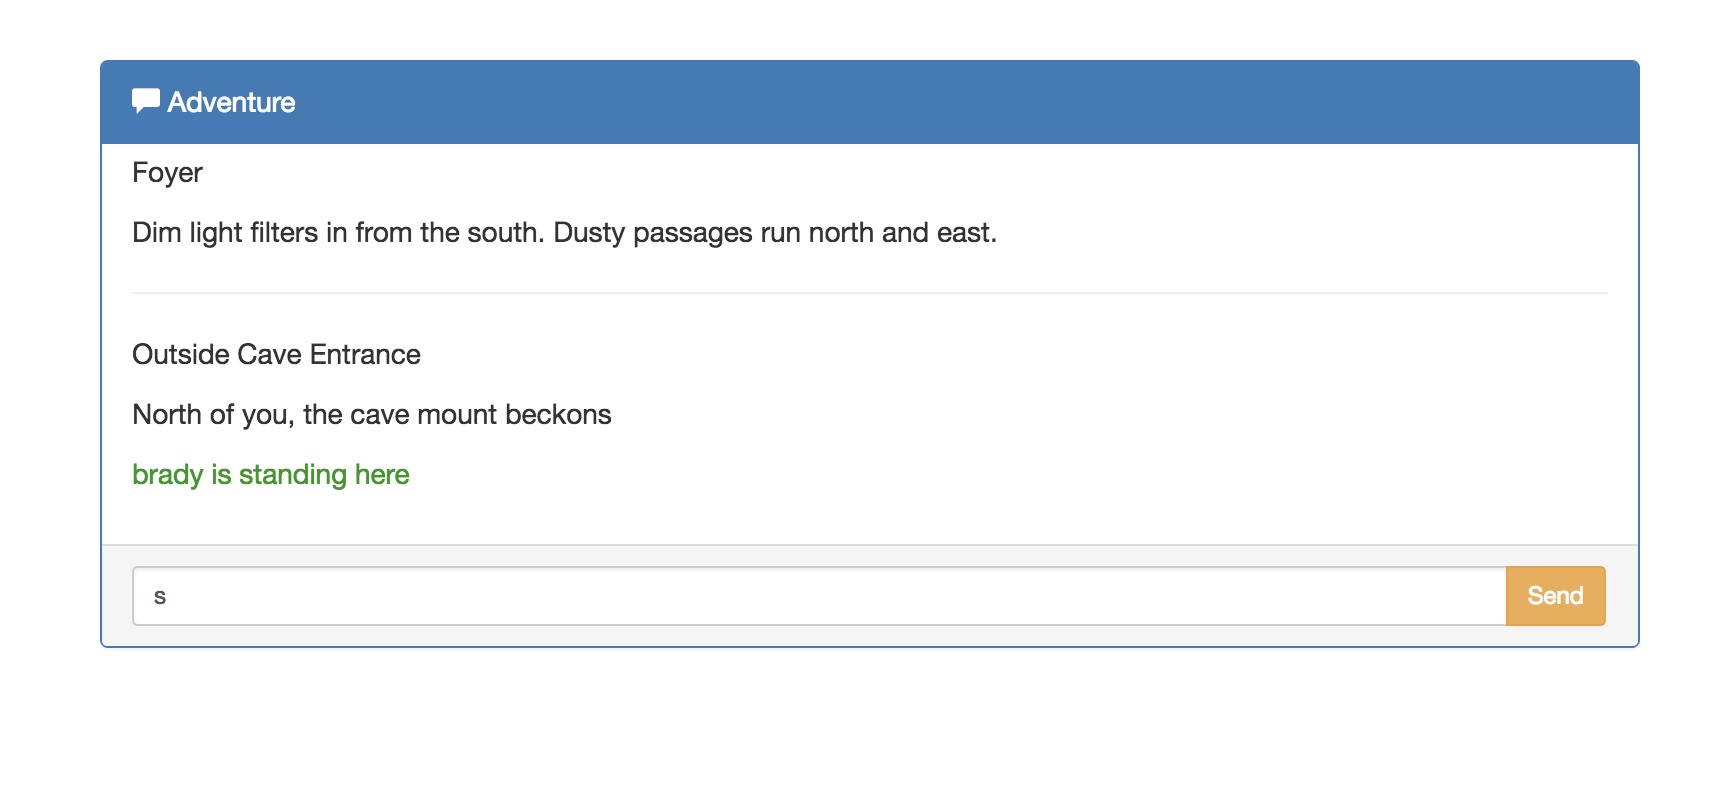 Adventure
Foyer
Dim light filters in from the south. Dusty passages run north and east.
Outside Cave Entrance
North of you, the cave mount beckons
brady is standing here
s
Send